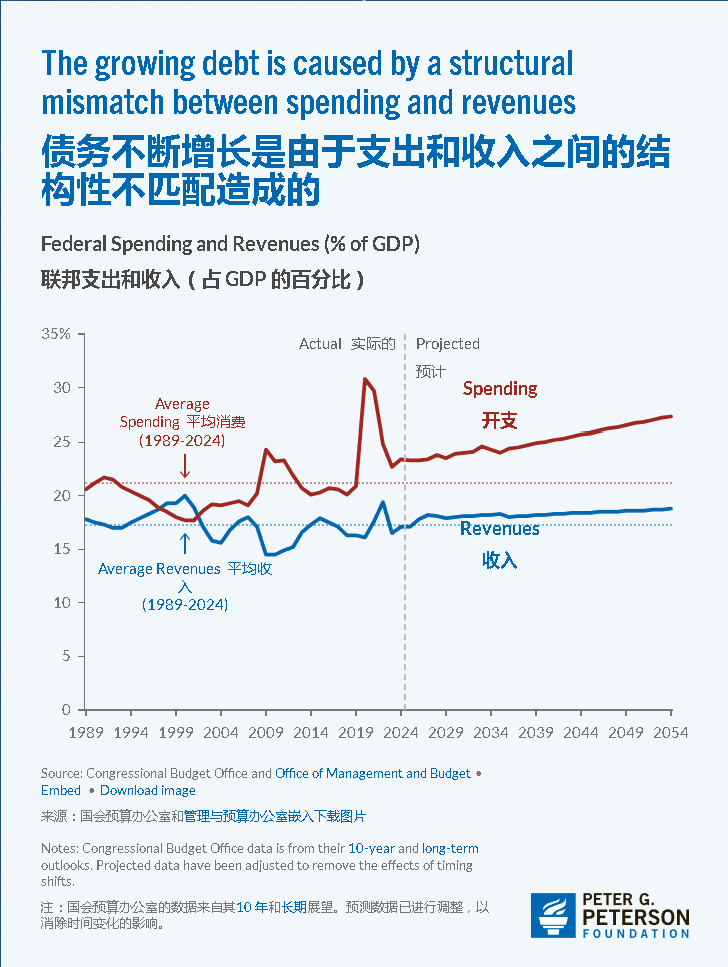 The growing debt is caused by a structural
mismatch between spending and revenues
债务不断增长是由于支出和收入之间的结
构性不匹配造成的
Federal Spending and Revenues (% of GDP)
联邦支出和收入（占 GDP 的百分比）
35%
30
25
20
15
10
5
0
Actual 实际的
Projected
预计
Spending
开支
Average
Spending 平均消费
(1989-2024)
Revenues
收入
Average Revenues 平均收
入
(1989-2024)
1989 1994 1999 2004 2009 2014 2019 2024 2029 2034 2039 2044 2049 2054
Source: Congressional Budget Office and Office of Management and Budget •
Embed • Download image
来源：国会预算办公室和管理与预算办公室嵌入下载图片
Notes: Congressional Budget Office data is from their 10-year and long-term
outlooks. Projected data have been adjusted to remove the effects of timing
shifts.
注：国会预算办公室的数据来自其10 年和长期展望。预测数据已进行调整，以
消除时间变化的影响。
PETER G.
PETERSON
FOUNDATION